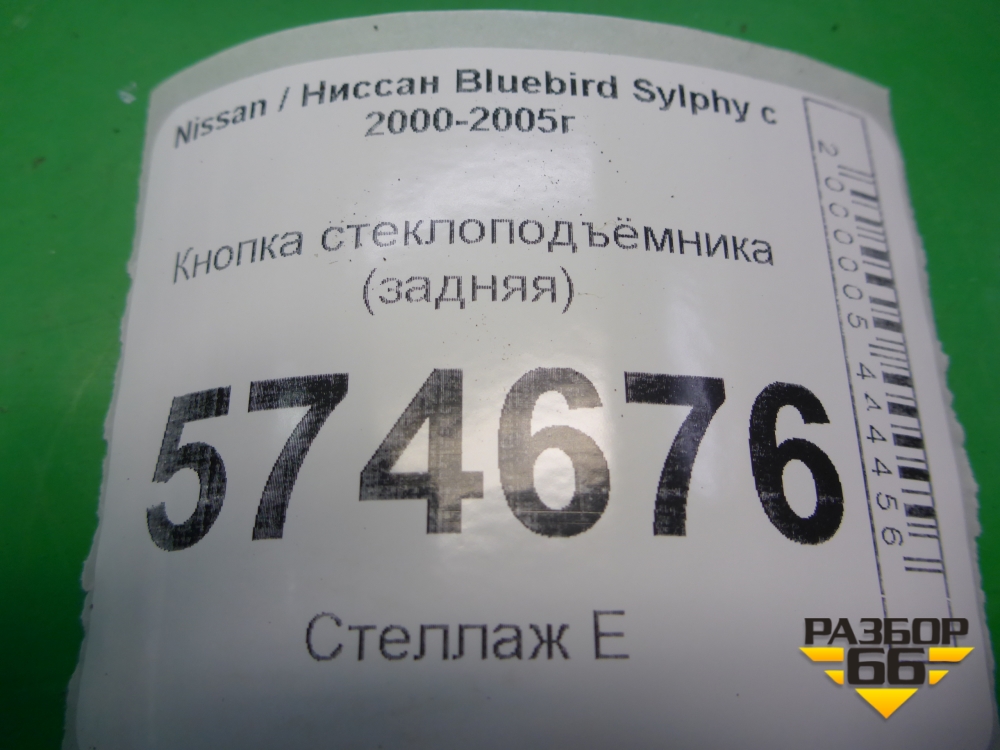 Nissan / Ниссан Bluebird Sylphy с
2000-2005г
Кнопка стеклоподъёмника
(задняя)
574676
Стеллаж Е
2000005444456
РАЗБОР
66